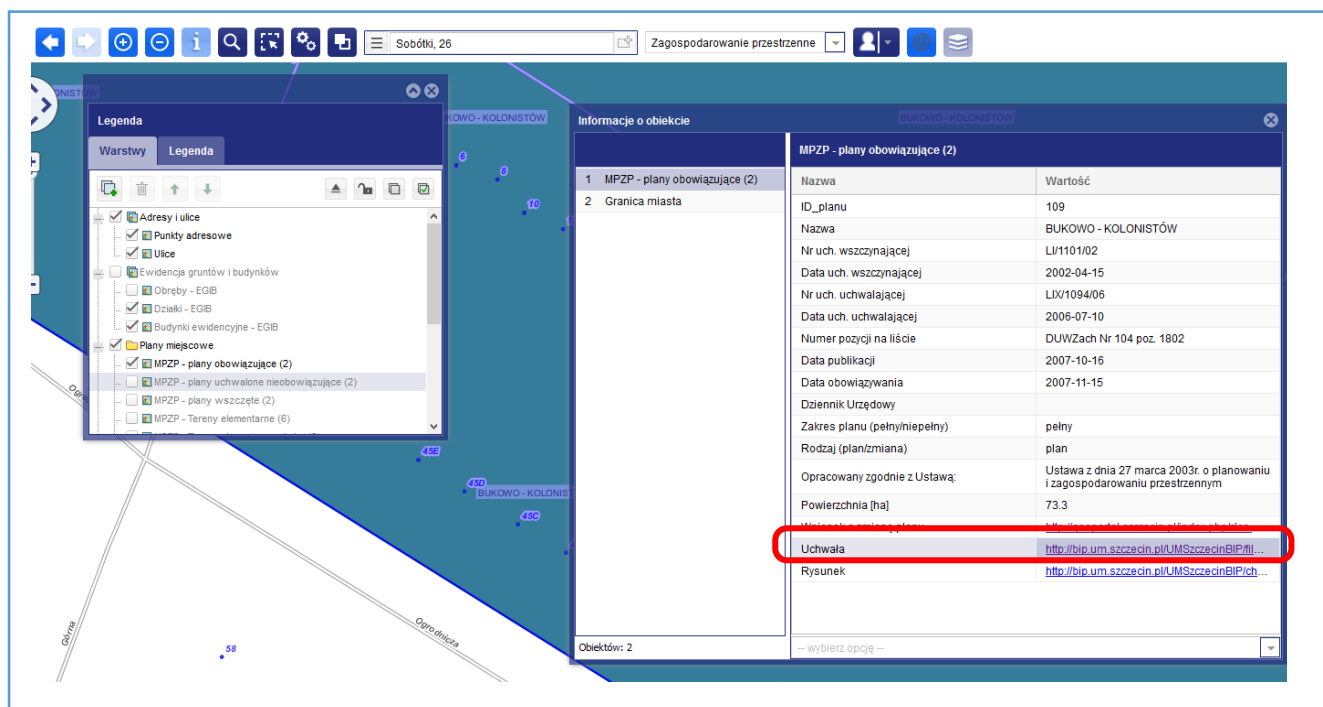 Sobótki, 26
Zagospodarowanie przestrzenne
BUKOWO - KOLONISTÓW
Legenda
Warstwy Legenda
Adresy i ulice
Punkty adresowe
Ulice
Ewidencja gruntów i budynków
Obręby - EGIB
Działki - EGIB
Budynki ewidencyjne - EGIB
Plany miejscowe
MPZP - plany obowiązujące (2)
MPZP - plany uchwalone nieobowiązujące (2)
MPZP - plany wszczęte (2)
MPZP - Tereny elementarne (6)
6
8
10
45E
45D
BUKOWO - KOLONIST
45C
Ogrodnicza
Górna
58
Informacje o obiekcie
1 MPZP - plany obowiązujące (2)
2 Granica miasta
Obiektów: 2
MPZP - plany obowiązujące (2)
Nazwa Wartość
ID_planu 109
Nazwa BUKOWO - KOLONISTÓW
Nr uch. wszczynającej LI/1101/02
Data uch. wszczynającej 2002-04-15
Nr uch. uchwalającej LIX/1094/06
Data uch. uchwalającej 2006-07-10
Numer pozycji na liście DUWZach Nr 104 poz. 1802
Data publikacji 2007-10-16
Data obowiązywania 2007-11-15
Dziennik Urzędowy
Zakres planu (pełny/niepełny) pełny
Rodzaj (plan/zmiana) plan
Opracowany zgodnie z Ustawą: Ustawa z dnia 27 marca 2003r. o planowaniu
i zagospodarowaniu przestrzennym
Powierzchnia [ha] 73.3
Uchwała http://bip.um.szczecin.pl/UMSzczecinBIP/fil...
Rysunek http://bip.um.szczecin.pl/UMSzczecinBIP/ch...
-- wybierz opcję --